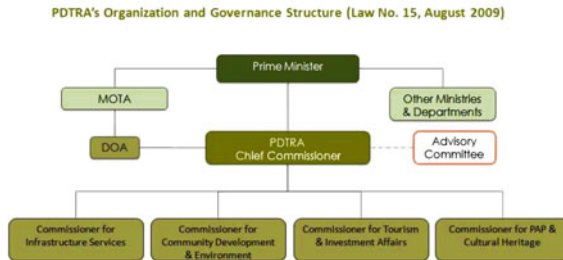 PDTRA's Organization and Governance Structure (Law No. 15, August 2009)
Prime Minister
MOTA
Other Ministries
& Departments
DOA
PDTRA
Chief Commissioner
Advisory
Committee
Commissioner for
Infrastructure Services
Commissioner for
Community Development
& Environment
Commissioner for Tourism
& Investment Affairs
Commissioner for PAP &
Cultural Heritage